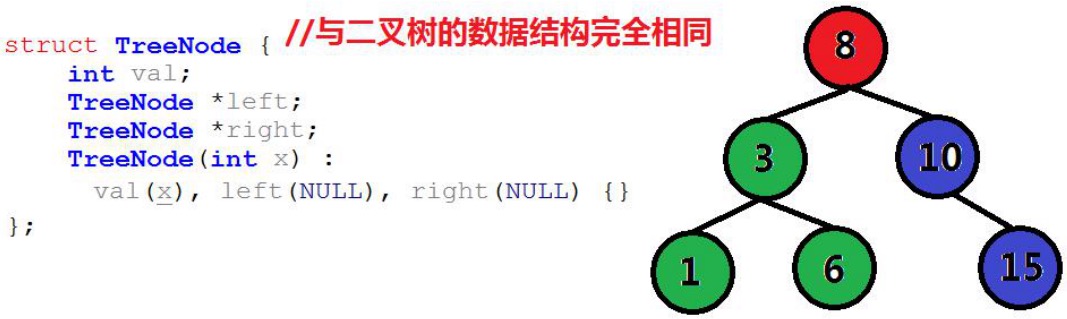 struct TreeNode { //与二叉树的数据结构完全相同
int val;
TreeNode *left;
TreeNode *right;
TreeNode(int x) :
val(x), left(NULL), right(NULL) {}
};
8
3 10
1 6 15